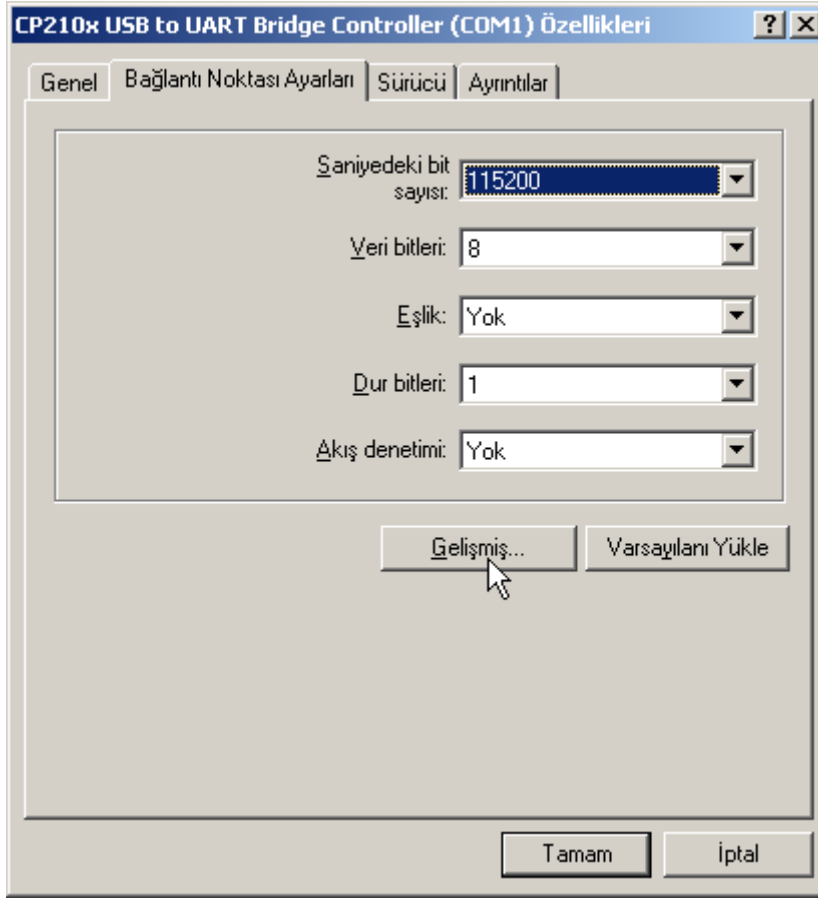 CP210x USB to UART Bridge Controller (COM1) Özellikleri
Genel Bağlantı Noktası Ayarları Sürücü Ayrıntılar
Saniyedeki bit
sayısı: 115200
Veri bitleri: 8
Eşlik: Yok
Dur bitleri: 1
Akış denetimi: Yok
Gelişmiş... Varsayılanı Yükle
Tamam İptal